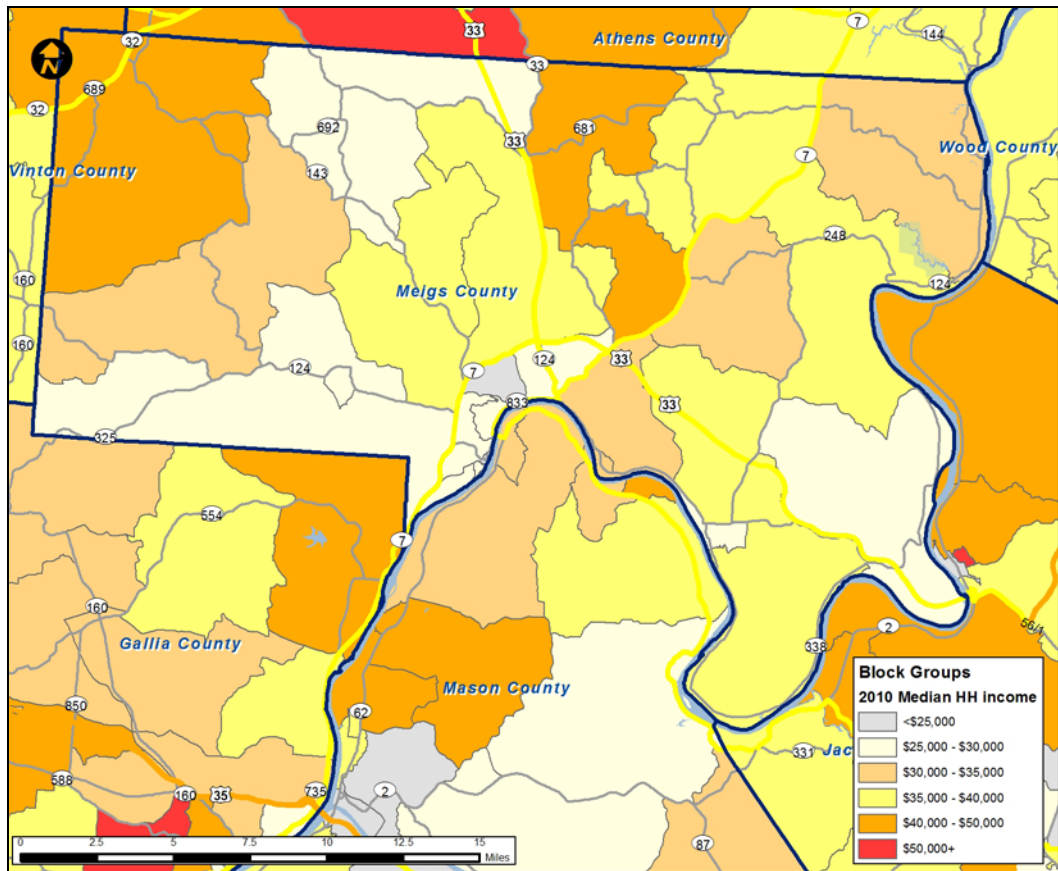 33
7
Athens County
144
32
33
N
689
32
692
33
681
7
Vinton County
143
Wood County
248
160
Meigs County
124
160
124
7
124
33
833
33
325
554
7
160
Gallia County
338
2
56/1
Mason County
850
62
331
Jac
588
160
35
735
2
87
Block Groups
2010 Median HH income
<$25,000
$25,000 - $30,000
$30,000 - $35,000
$35,000 - $40,000
$40,000 - $50,000
$50,000+
0 2.5 5 7.5 10 12.5 15
Miles